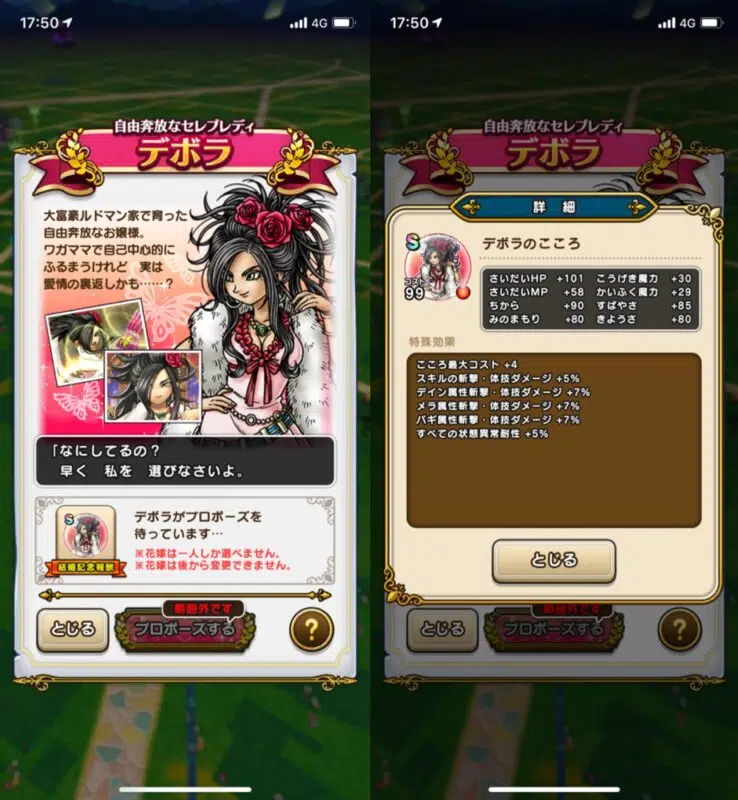 17:50
4G
自由奔放なセレブレディ
デボラ
大富豪ルドマン家で育った
自由奔放なお嬢様。
ワガママで自己中心的に
ふるまうけれど 実は
愛情の裏返しかも……?
「なにしてるの?
早く 私を 選びなさいよ。
S
結婚記念報酬
デボラがプロポーズを
待っています…
※花嫁は一人しか選べません。
※花嫁は後から変更できません。
とじる
範囲外です
プロポーズする
?
17:50
4G
自由奔放なセレブレディ
デボラ
詳細
S
コスト
99
デボラのこころ
さいだいHP +101 こうげき魔力 +30
さいだいMP +58 かいふく魔力 +29
ちから +90 すばやさ +85
みのまもり +80 きようさ +80
特殊効果
こころ最大コスト +4
スキルの斬撃・体技ダメージ +5%
デイン属性斬撃・体技ダメージ +7%
メラ属性斬撃・体技ダメージ +7%
バギ属性斬撃・体技ダメージ +7%
すべての状態異常耐性 +5%
とじる
範囲外です
とじる
プロポーズする
?